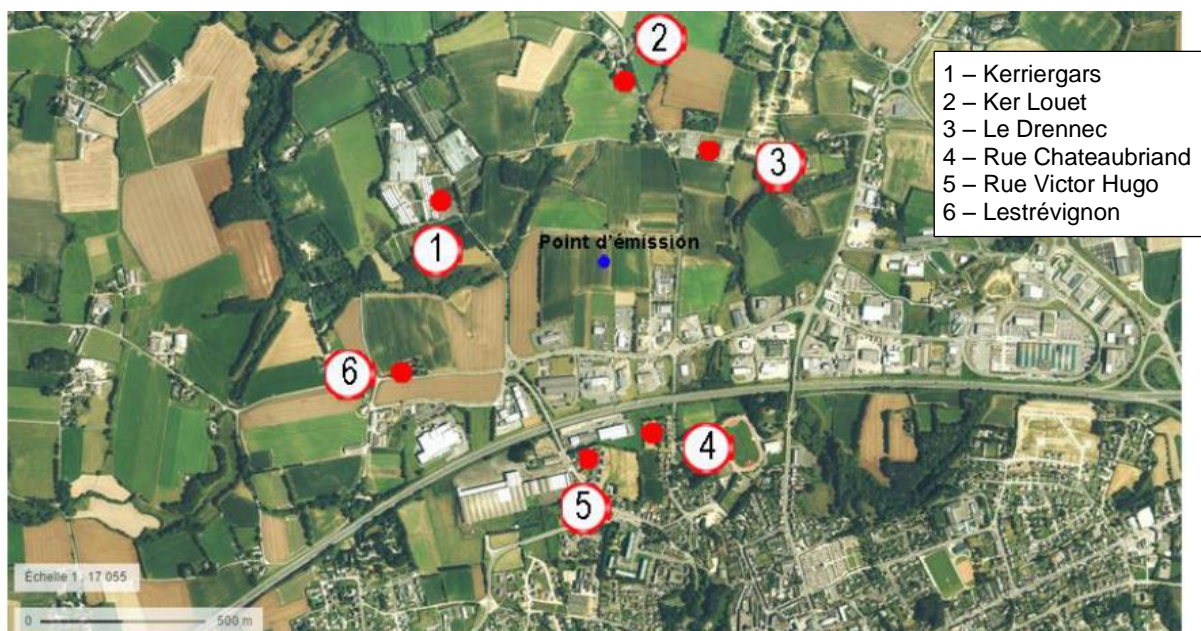 2
1 – Kerriergars
2 – Ker Louet
3 – Le Drennec
4 – Rue Chateaubriand
5 – Rue Victor Hugo
6 – Lestrévignon
3
1
Point d'émission
6
4
5
Échelle 1 : 17 055
0 500 m